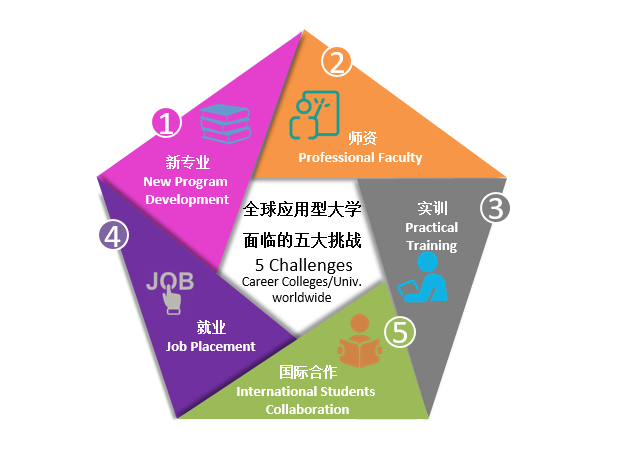 1
新专业
New Program
Development
2
师资
Professional Faculty
3
实训
Practical
Training
4
JOB
就业
Job Placement
5
国际合作
International Students
Collaboration
全球应用型大学
面临的五大挑战
5 Challenges
Career Colleges/Univ.
worldwide